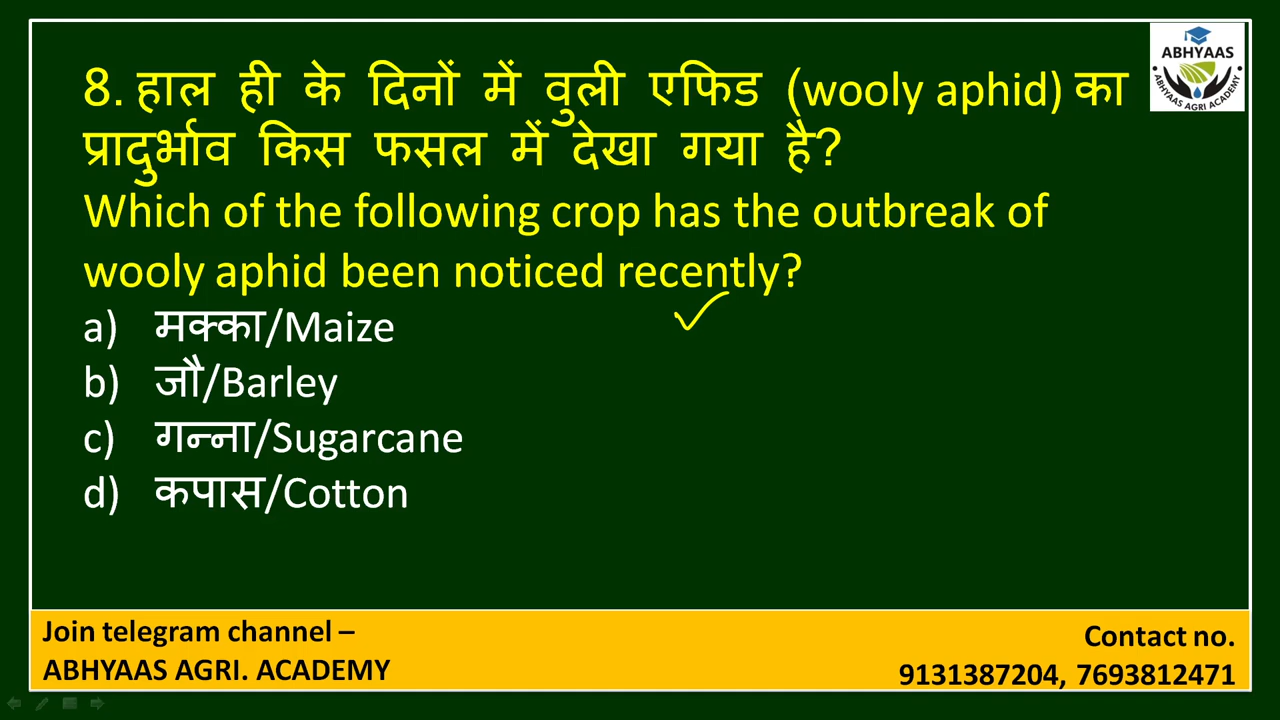 8. हाल ही के दिनों में वुली एफिड (wooly aphid) का
प्रादुर्भाव किस फसल में देखा गया है?
Which of the following crop has the outbreak of
wooly aphid been noticed recently?
a) मक्का/Maize
b) जौ/Barley
c) गन्ना/Sugarcane
d) कपास/Cotton
ABHYAAS
• ABHYAAS AGRI ACADEMY •
Join telegram channel –
ABHYAAS AGRI. ACADEMY
Contact no.
9131387204, 7693812471